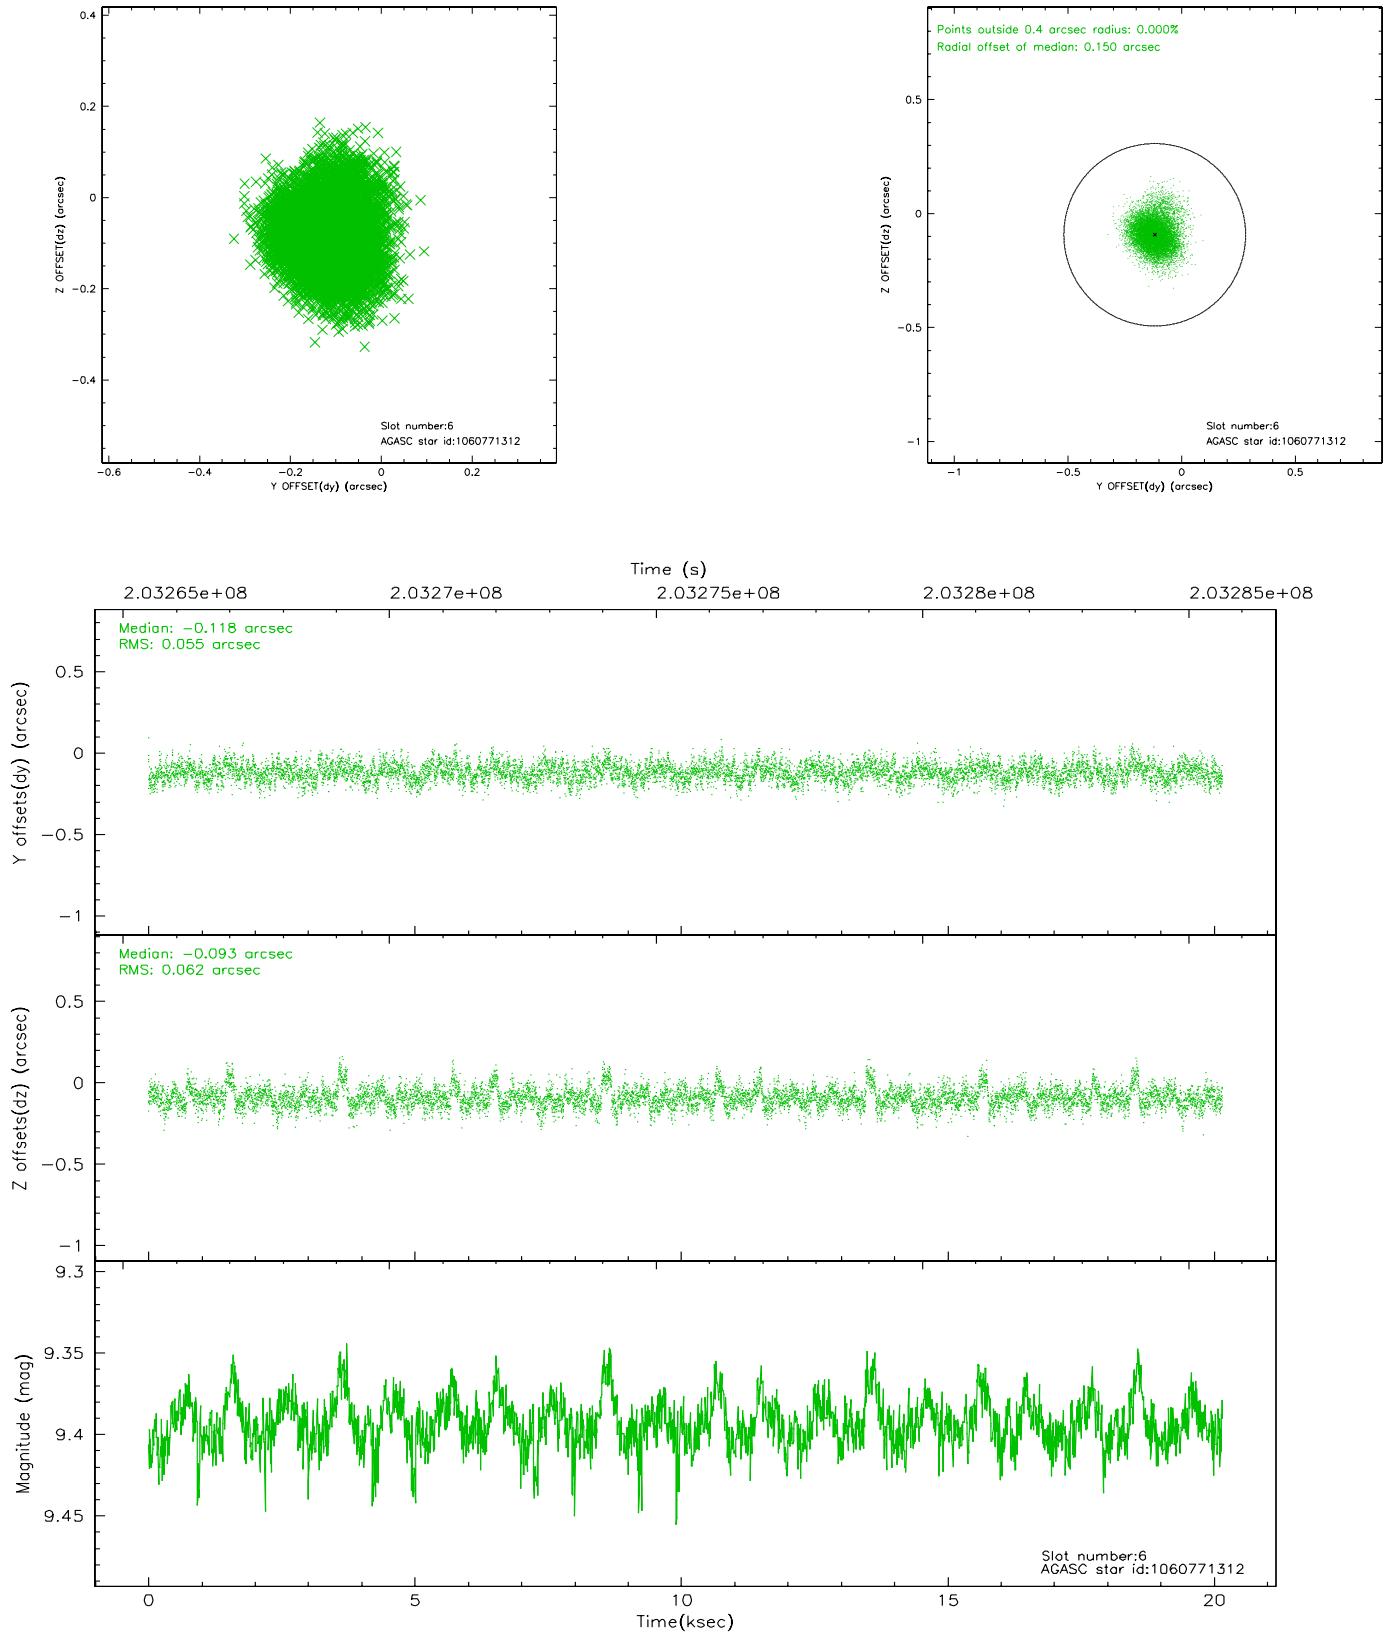 0.4
0.2
0
−0.2
−0.4
Z OFFSET(dz) (arcsec)
Slot number:6
AGASC star id:1060771312
−0.6 −0.4 −0.2 0 0.2
Y OFFSET(dy) (arcsec)
Points outside 0.4 arcsec radius: 0.000%
Radial offset of median: 0.150 arcsec
0.5
0
−0.5
−1
Z OFFSET(dz) (arcsec)
Slot number:6
AGASC star id:1060771312
−1 −0.5 0 0.5
Y OFFSET(dy) (arcsec)
Time (s)
2.03265e+08 2.0327e+08 2.03275e+08 2.0328e+08 2.03285e+08
Median: −0.118 arcsec
RMS: 0.055 arcsec
0.5
0
−0.5
−1
Y offsets(dy) (arcsec)
Median: −0.093 arcsec
RMS: 0.062 arcsec
0.5
0
−0.5
−1
Z offsets(dz) (arcsec)
9.3
9.35
9.4
9.45
Magnitude (mag)
Slot number:6
AGASC star id:1060771312
0 5 10 15 20
Time(ksec)